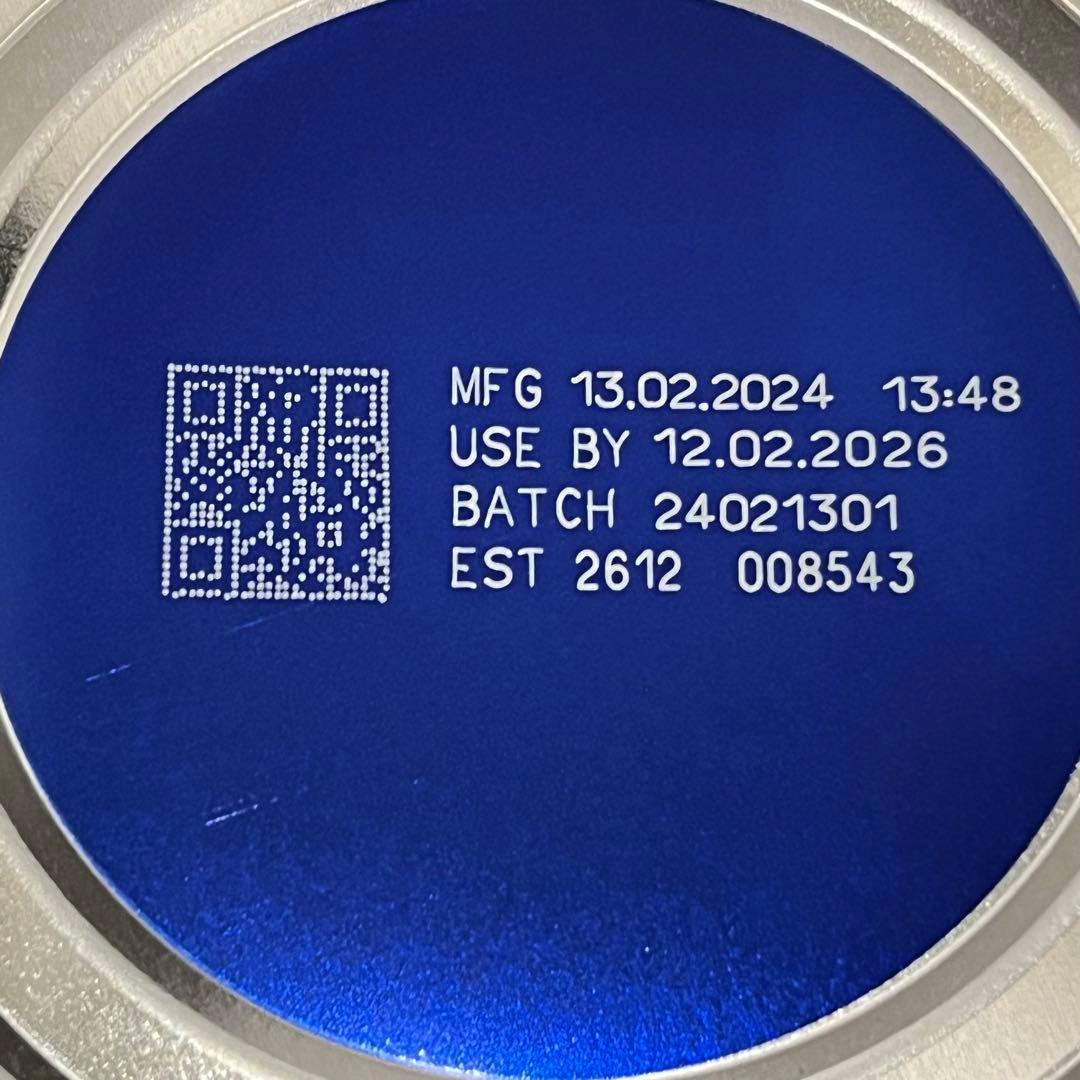 MFG 13.02.2024 13:48
USE BY 12.02.2026
BATCH 24021301
EST 2612 008543